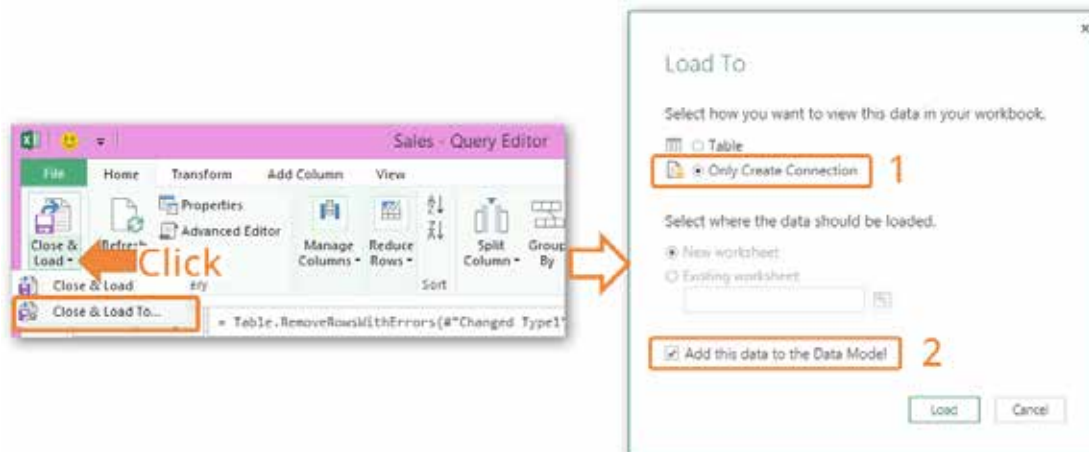 Sales - Query Editor
File Home Transform Add Column View
Properties
Advanced Editor
Close & Load
Refresh
Manage Columns
Reduce Rows
Split Column
Group By
Sort
Click
Close & Load
Close & Load To...
= Table.RemoveRowsWithErrors(#"Changed Type1"
Load To
Select how you want to view this data in your workbook.
Table
Only Create Connection
1
Select where the data should be loaded.
New worksheet
Existing worksheet
Add this data to the Data Model
2
Load Cancel